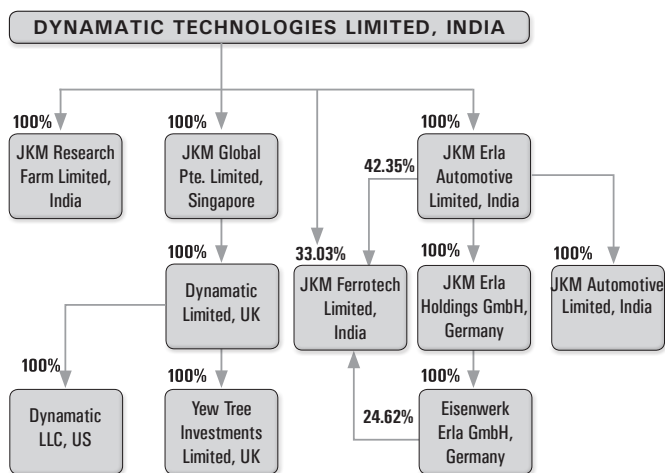 DYNAMATIC TECHNOLOGIES LIMITED, INDIA
100%
100%
100%
JKM Research
Farm Limited,
India
JKM Global
Pte. Limited,
Singapore
42.35%
JKM Erla
Automotive
Limited, India
100%
33.03%
100%
100%
Dynamatic
Limited, UK
JKM Ferrotech
Limited,
India
JKM Erla
Holdings GmbH,
Germany
JKM Automotive
Limited, India
100%
100%
100%
Dynamatic
LLC, US
Yew Tree
Investments
Limited, UK
24.62%
Eisenwerk
Erla GmbH,
Germany